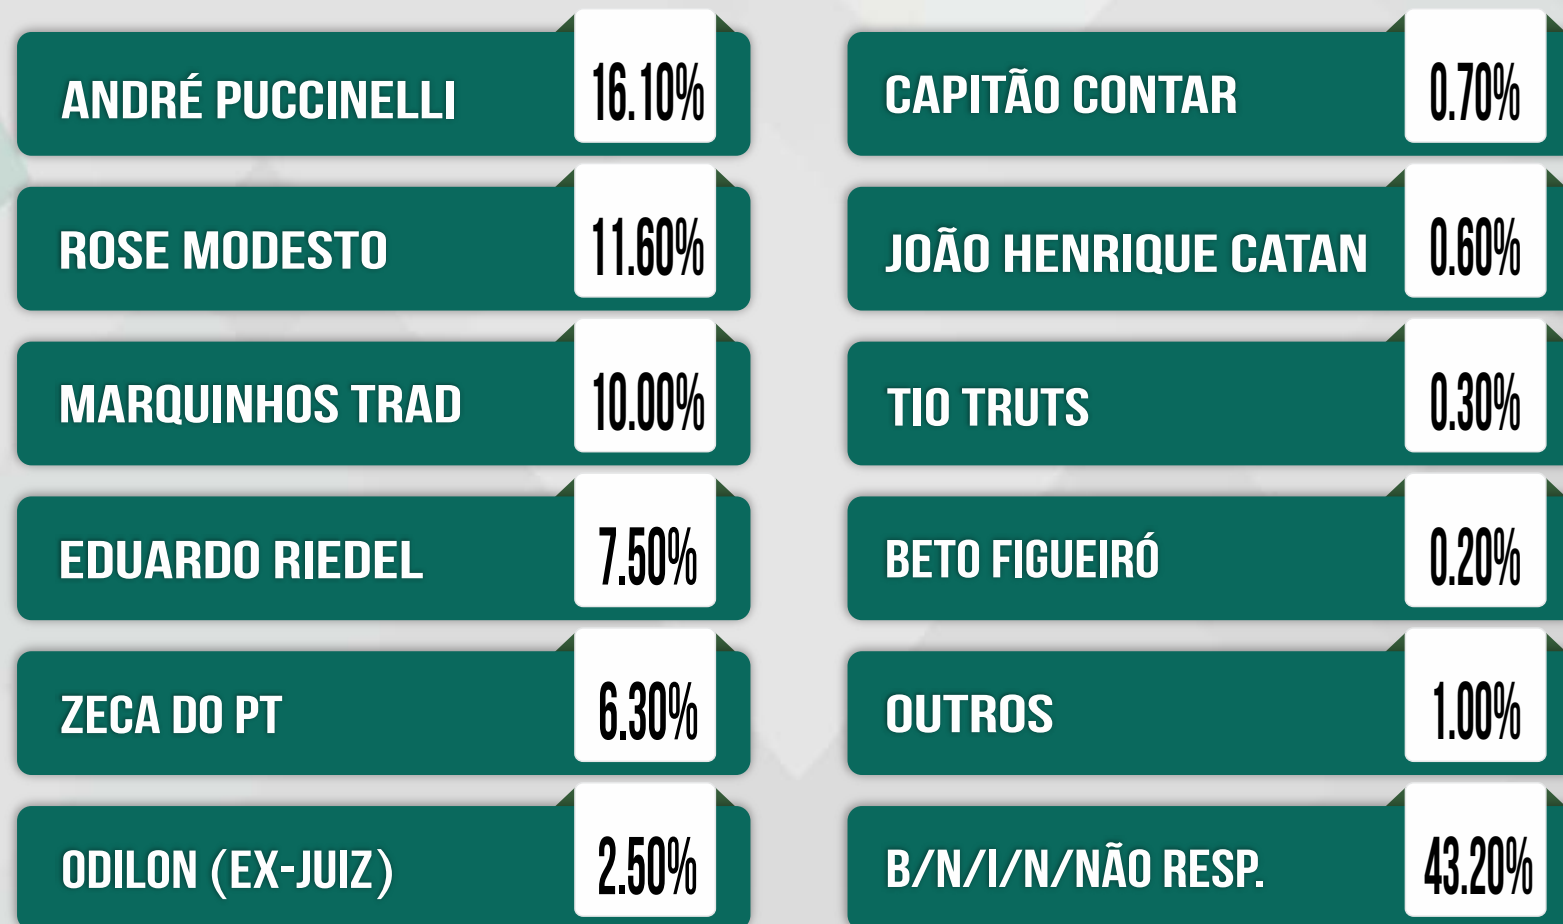 ANDRÉ PUCCINELLI 16.10%
ROSE MODESTO 11.60%
MARQUINHOS TRAD 10.00%
EDUARDO RIEDEL 7.50%
ZECA DO PT 6.30%
ODILON (EX-JUIZ) 2.50%
CAPITÃO CONTAR 0.70%
JOÃO HENRIQUE CATAN 0.60%
TIO TRUTS 0.30%
BETO FIGUEIRÓ 0.20%
OUTROS 1.00%
B/N/I/N/NÃO RESP. 43.20%